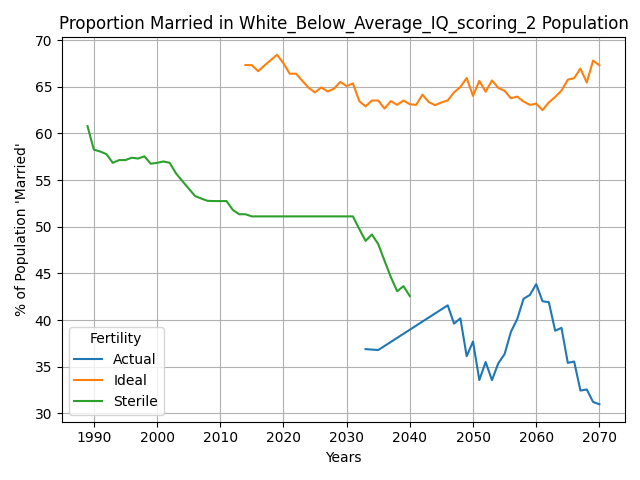 Proportion Married in White_Below_Average_IQ_scoring_2 Population
% of Population 'Married'
70
65
60
55
50
45
40
35
30
Fertility
Actual
Ideal
Sterile
1990 2000 2010 2020 2030 2040 2050 2060 2070
Years